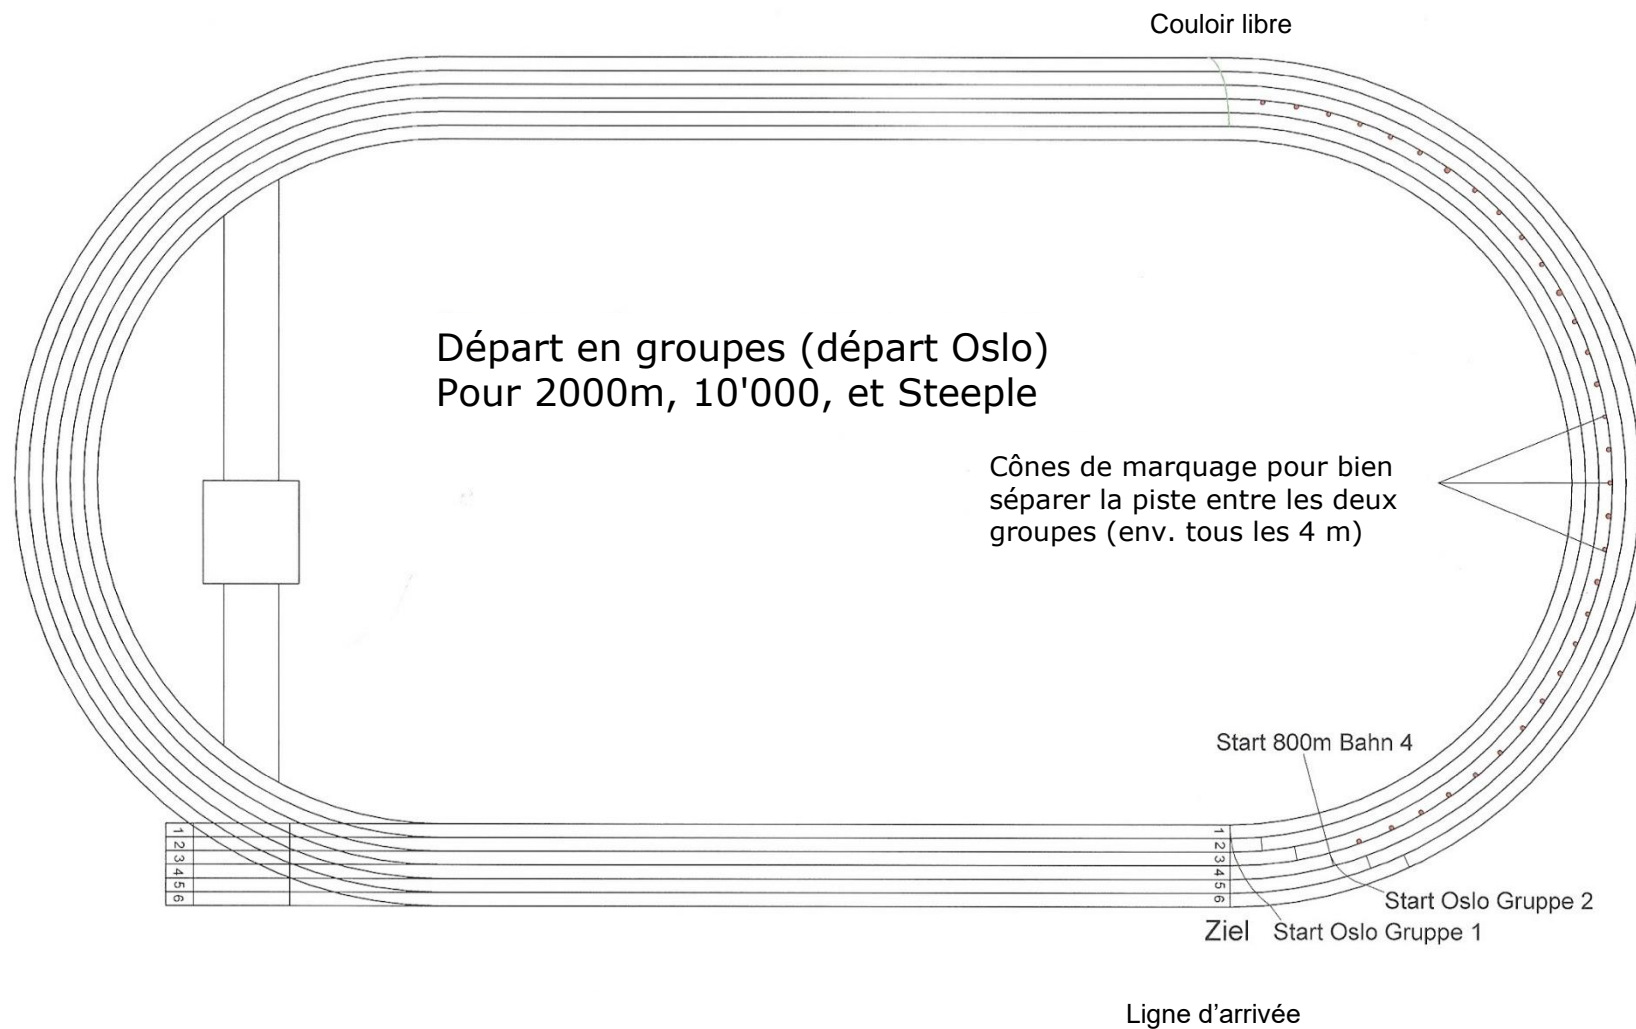 Couloir libre
Départ en groupes (départ Oslo)
Pour 2000m, 10'000, et Steeple
Cônes de marquage pour bien
séparer la piste entre les deux
groupes (env. tous les 4 m)
Start 800m Bahn 4
1
2
3
4
5
6
1
2
3
4
5
6
Start Oslo Gruppe 2
Ziel Start Oslo Gruppe 1
Ligne d'arrivée